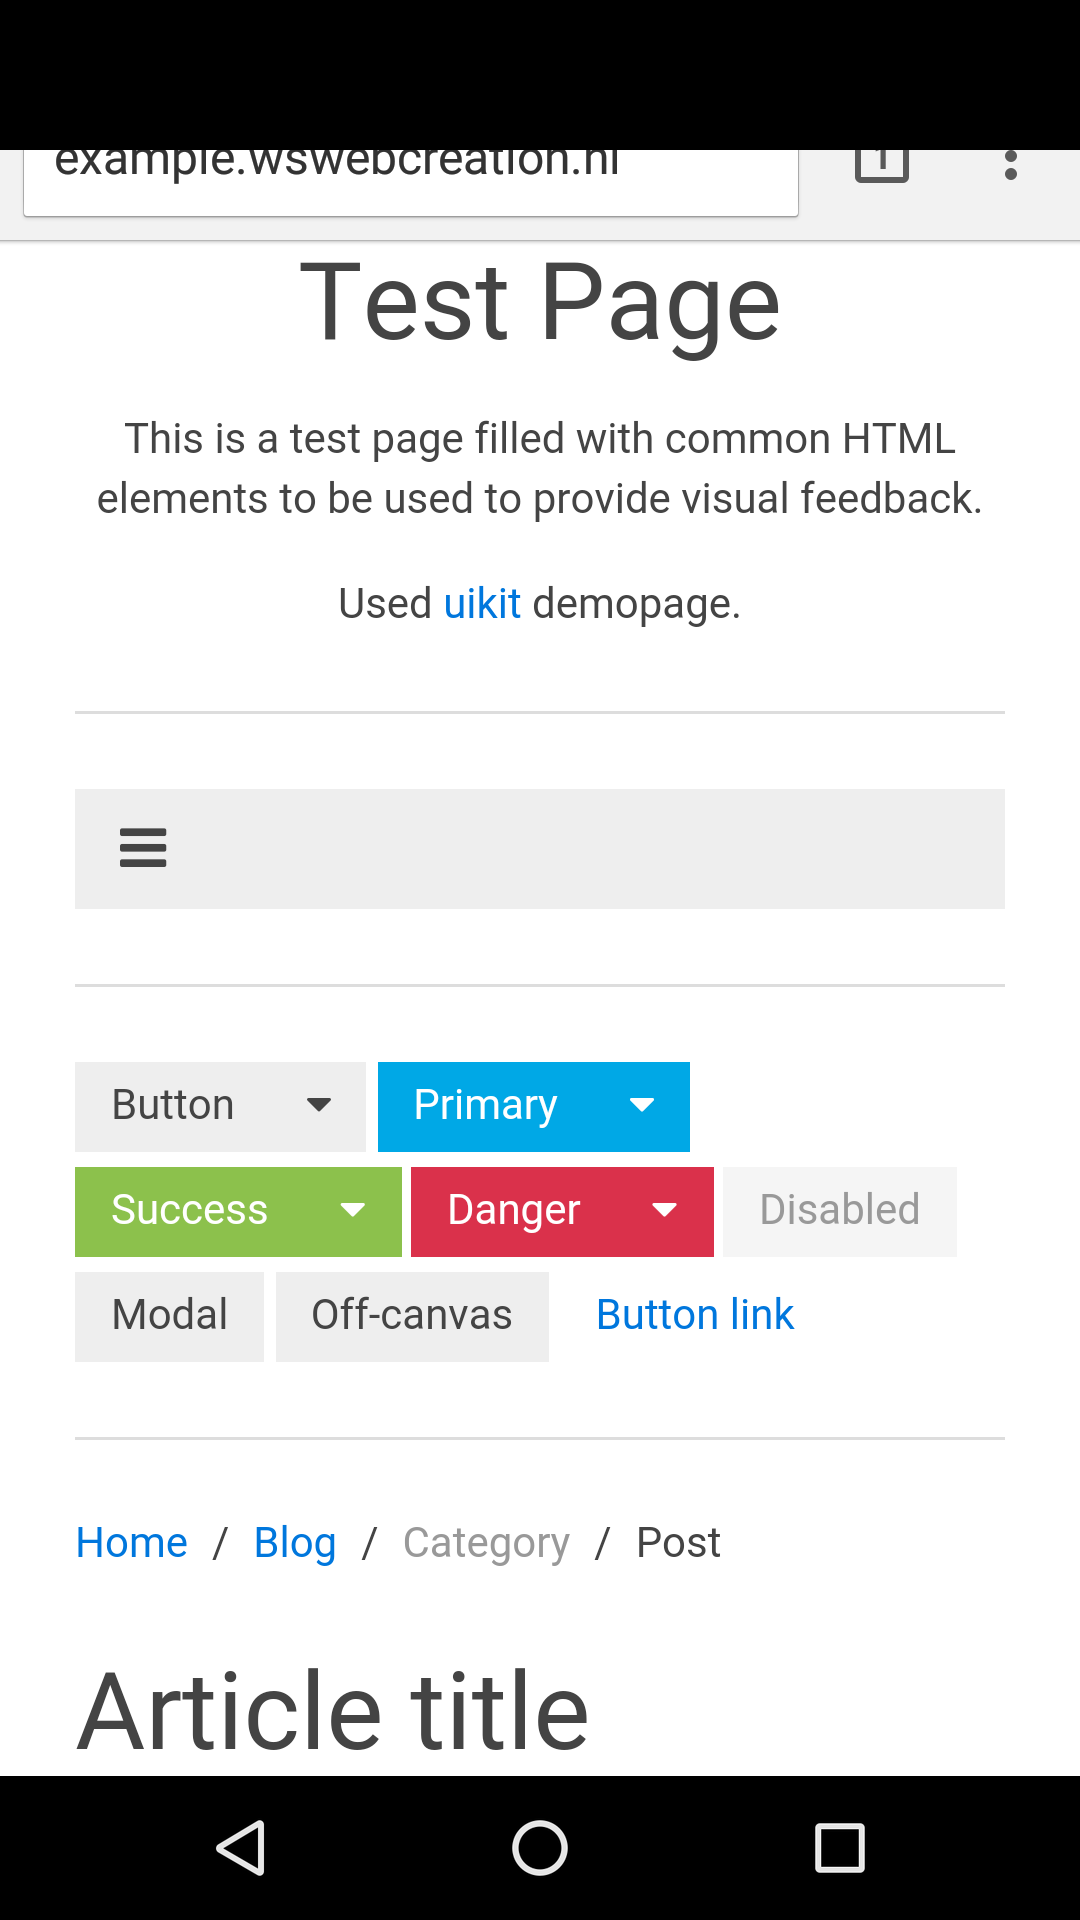 example.wswebcreation.nl
1
Test Page
This is a test page filled with common HTML
elements to be used to provide visual feedback.
Used uikit demopage.
Button Primary
Success Danger Disabled
Modal Off-canvas Button link
Home / Blog / Category / Post
Article title